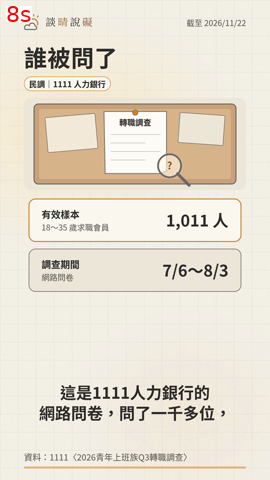 8s
談晴說礙
截至 2026/11/22
誰被問了
民調｜1111 人力銀行
轉職調查
?
有效樣本
18～35 歲求職會員
1,011 人
調查期間
網路問卷
7/6～8/3
這是1111人力銀行的
網路問卷，問了一千多位，
資料：1111〈2026青年上班族Q3轉職調查〉